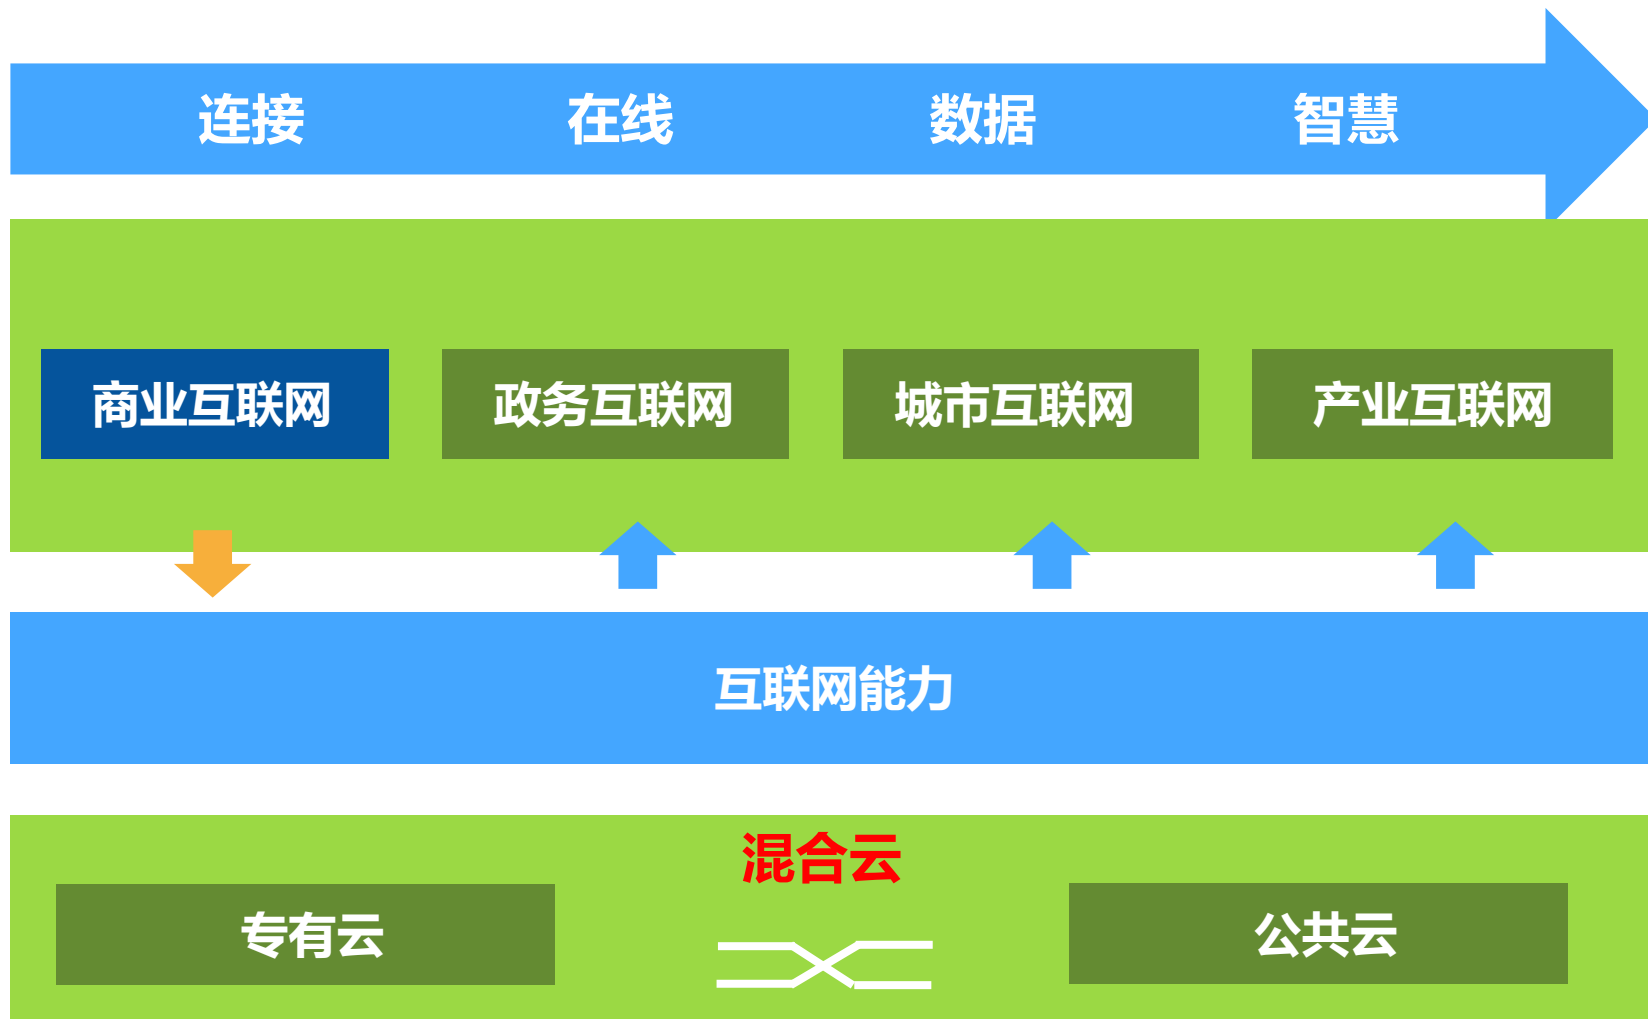 连接 在线 数据 智慧
商业互联网 政务互联网 城市互联网 产业互联网
互联网能力
混合云
专有云 公共云